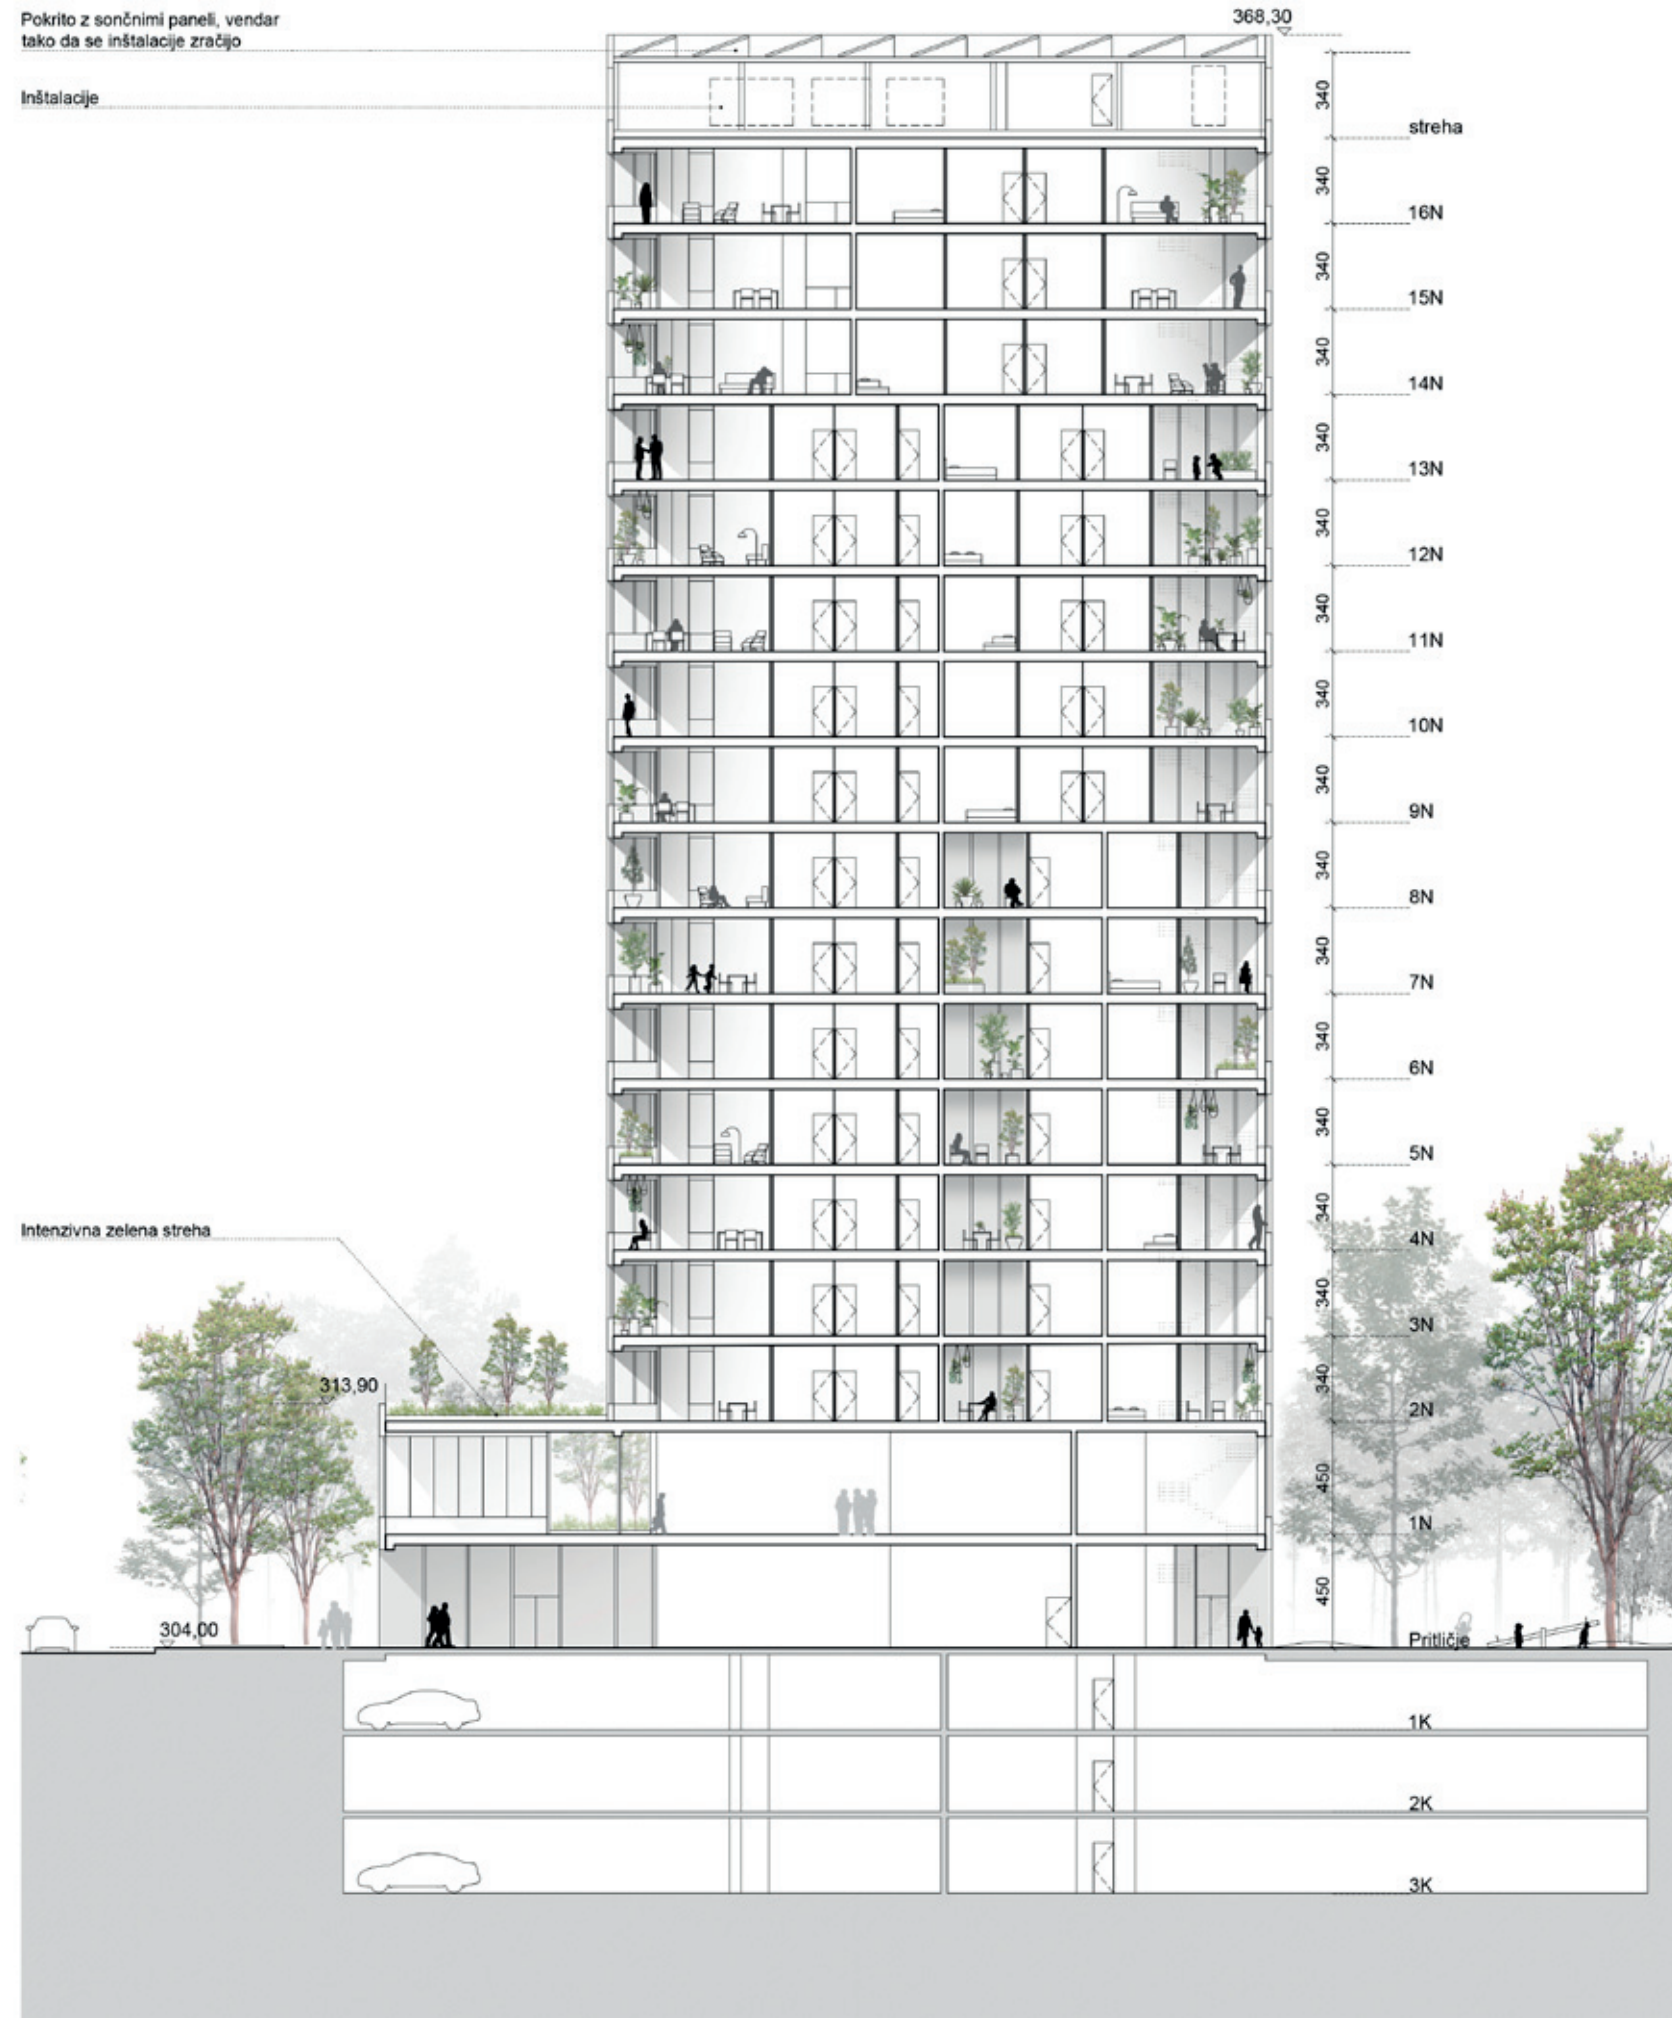 Pokrito z sončnimi paneli, vendar
tako da se inštalacije zračijo
368,30
Inštalacije
340
streha
340
16N
340
15N
340
14N
340
13N
340
12N
340
11N
340
10N
340
9N
340
8N
340
7N
340
6N
340
5N
340
Intenzivna zelena streha
4N
340
3N
340
313,90
2N
450
1N
450
304,00
Pritličje
1K
2K
3K